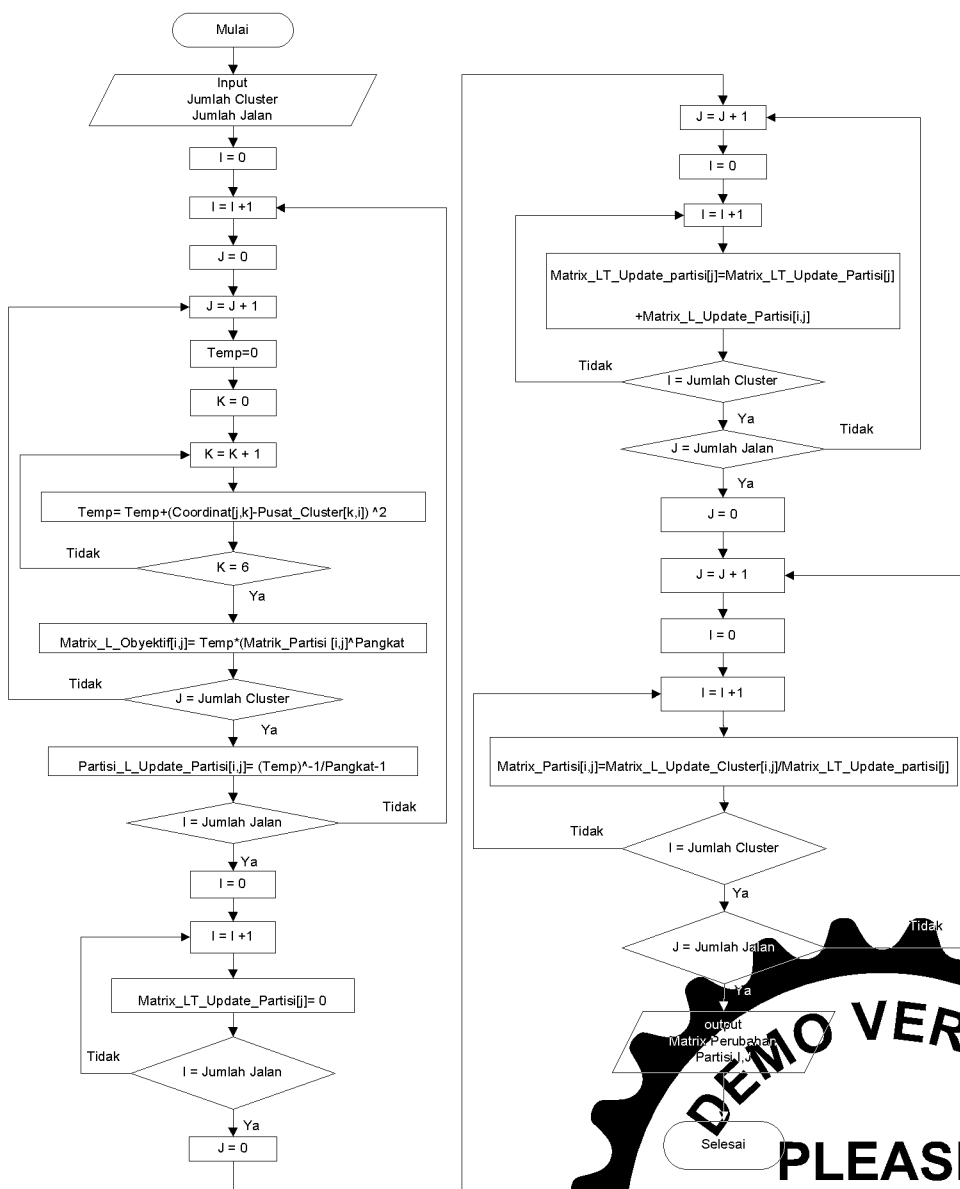 Mulai
Input
Jumlah Cluster
Jumlah Jalan
I = 0
I = I +1
J = 0
J = J + 1
Temp=0
K = 0
K = K + 1
Temp= Temp+(Coordinat[j,k]-Pusat_Cluster[k,i]) ^2
Tidak
K = 6
Ya
Matrix_L_Obyektif[i,j]= Temp*(Matrik_Partisi [i,j]^Pangkat
Tidak
J = Jumlah Cluster
Ya
Partisi_L_Update_Partisi[i,j]= (Temp)^-1/Pangkat-1
Tidak
I = Jumlah Jalan
Ya
I = 0
I = I +1
Matrix_LT_Update_Partisi[j]= 0
Tidak
I = Jumlah Jalan
Ya
J = 0
J = J + 1
I = 0
I = I +1
Matrix_LT_Update_partisi[j]=Matrix_LT_Update_Partisi[j]
+Matrix_L_Update_Partisi[i,j]
Tidak
I = Jumlah Cluster
Ya
Tidak
J = Jumlah Jalan
Ya
J = 0
J = J + 1
I = 0
I = I +1
Matrix_Partisi[i,j]=Matrix_L_Update_Cluster[i,j]/Matrix_LT_Update_partisi[j]
Tidak
I = Jumlah Cluster
Ya
Tidak
J = Jumlah Jalan
Ya
output
Matrix Perubahan
Partisi I,J
Selesai
DEMO VER
PLEAS